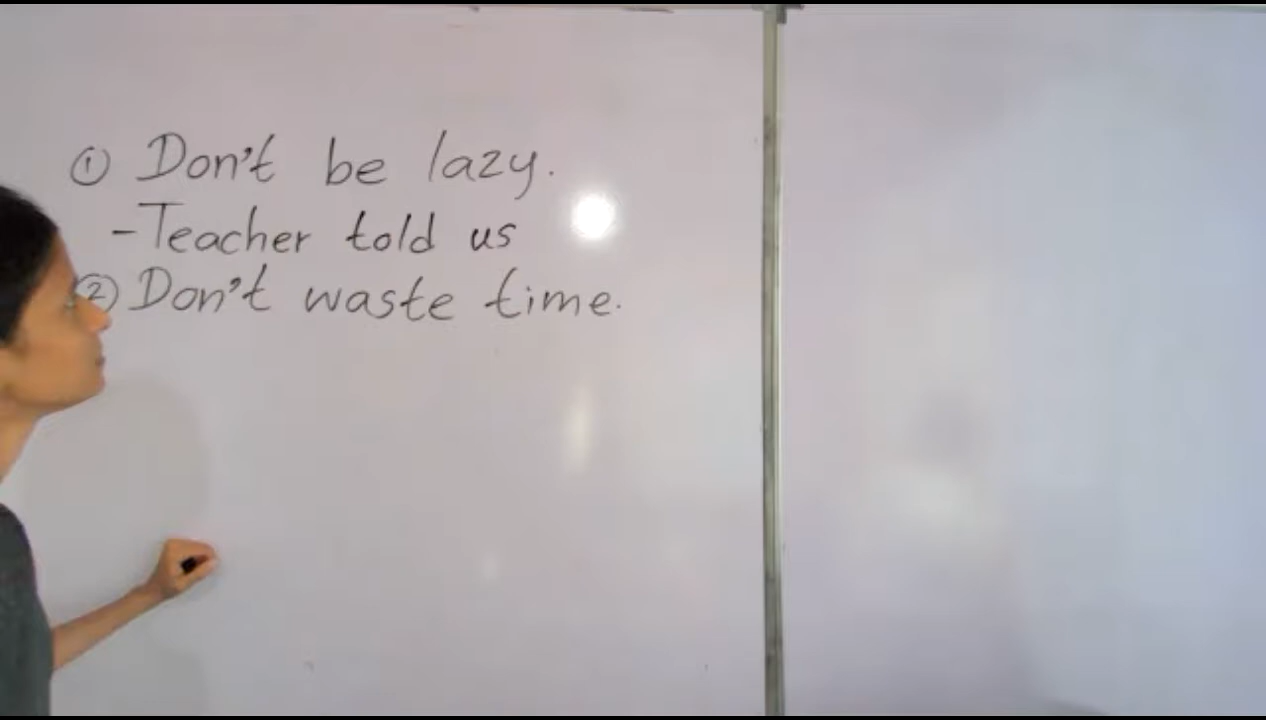 ① Don't be lazy.
- Teacher told us
② Don't waste time.